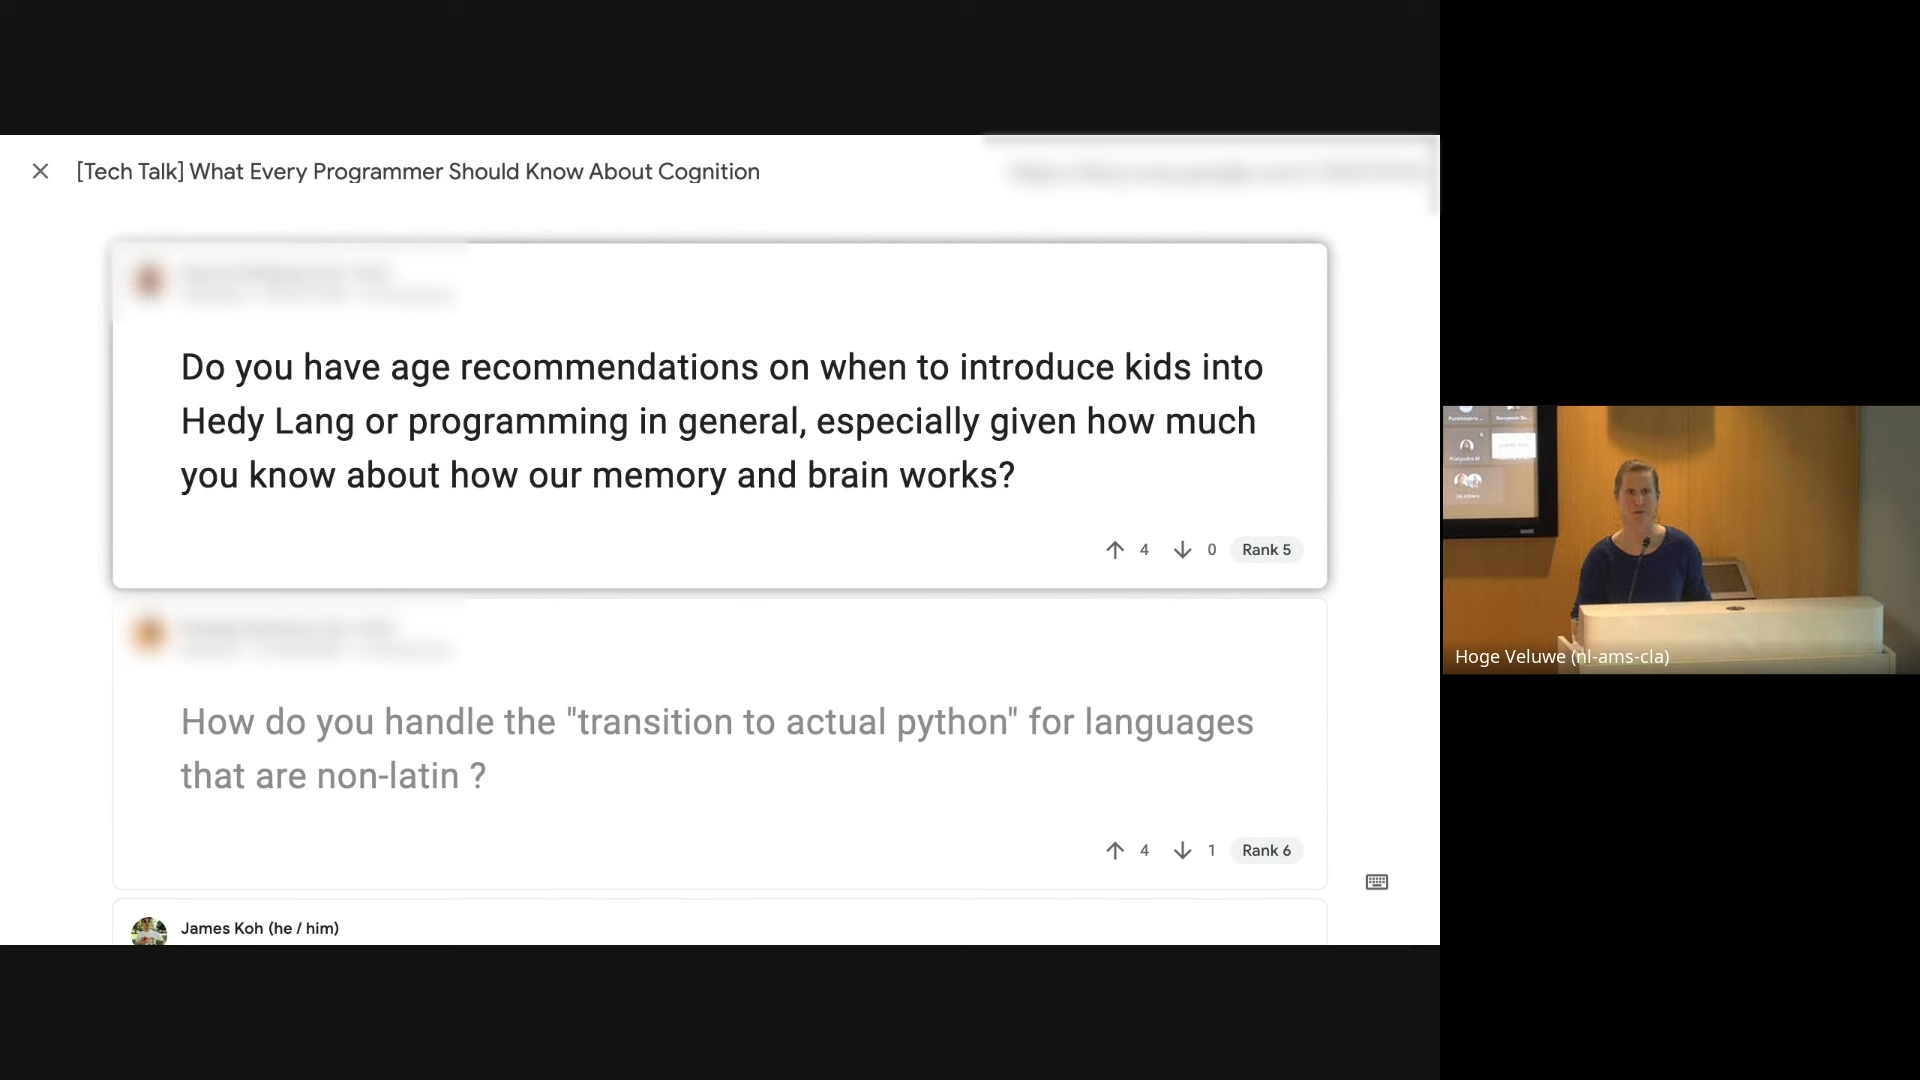 [Tech Talk] What Every Programmer Should Know About Cognition
Do you have age recommendations on when to introduce kids into
Hedy Lang or programming in general, especially given how much
you know about how our memory and brain works?
4 0 Rank 5
How do you handle the "transition to actual python" for languages
that are non-latin ?
4 1 Rank 6
James Koh (he / him)
Hoge Veluwe (nl-ams-cla)